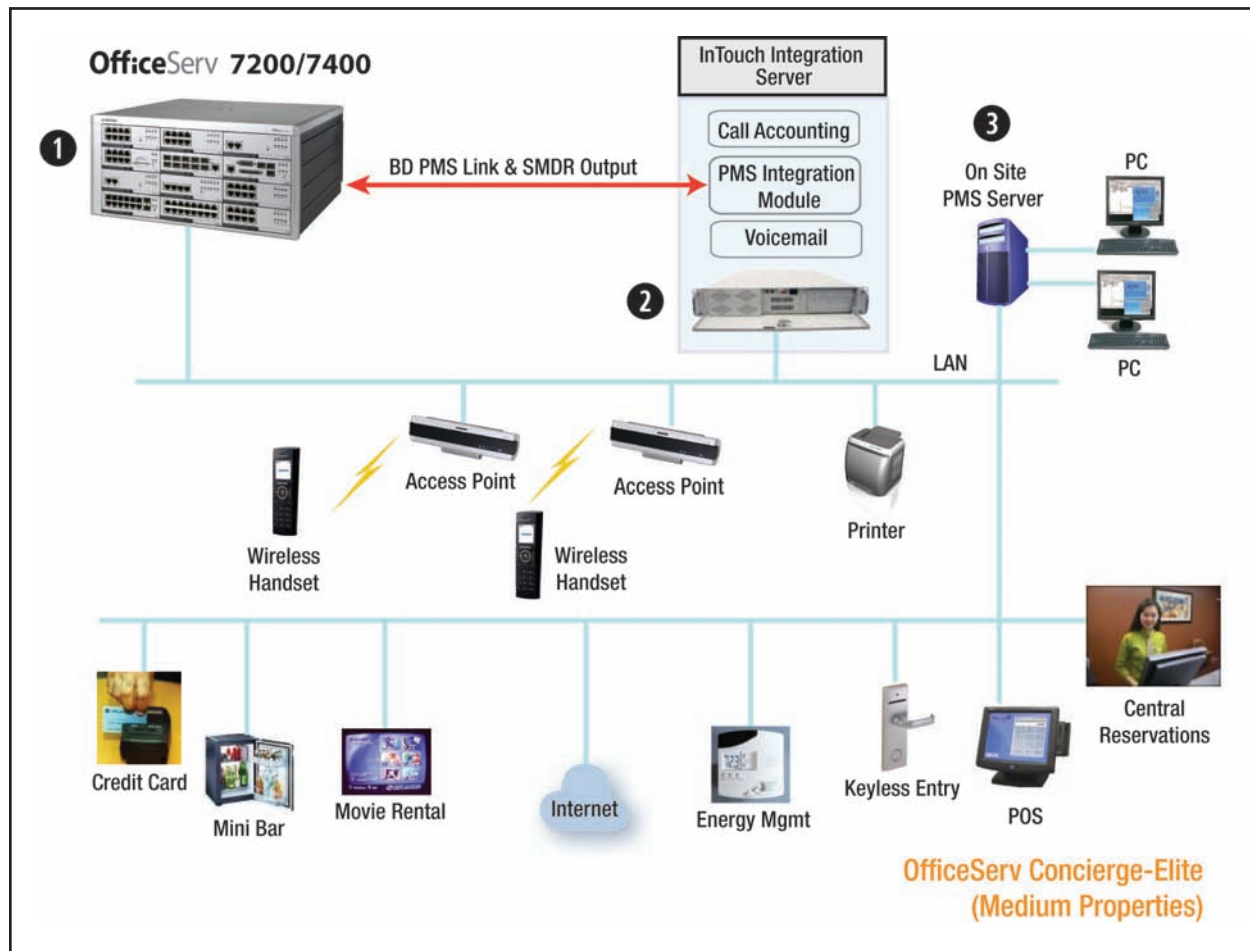 OfficeServ 7200/7400
InTouch Integration
Server
1
Call Accounting
3
BD PMS Link & SMDR Output
PMS Integration
Module
On Site
PMS Server
PC
Voicemail
2
PC
LAN
Access Point
Access Point
Printer
Wireless
Handset
Wireless
Handset
Credit Card
Mini Bar
Movie Rental
Internet
Energy Mgmt
Keyless Entry
POS
Central
Reservations
OfficeServ Concierge-Elite
(Medium Properties)